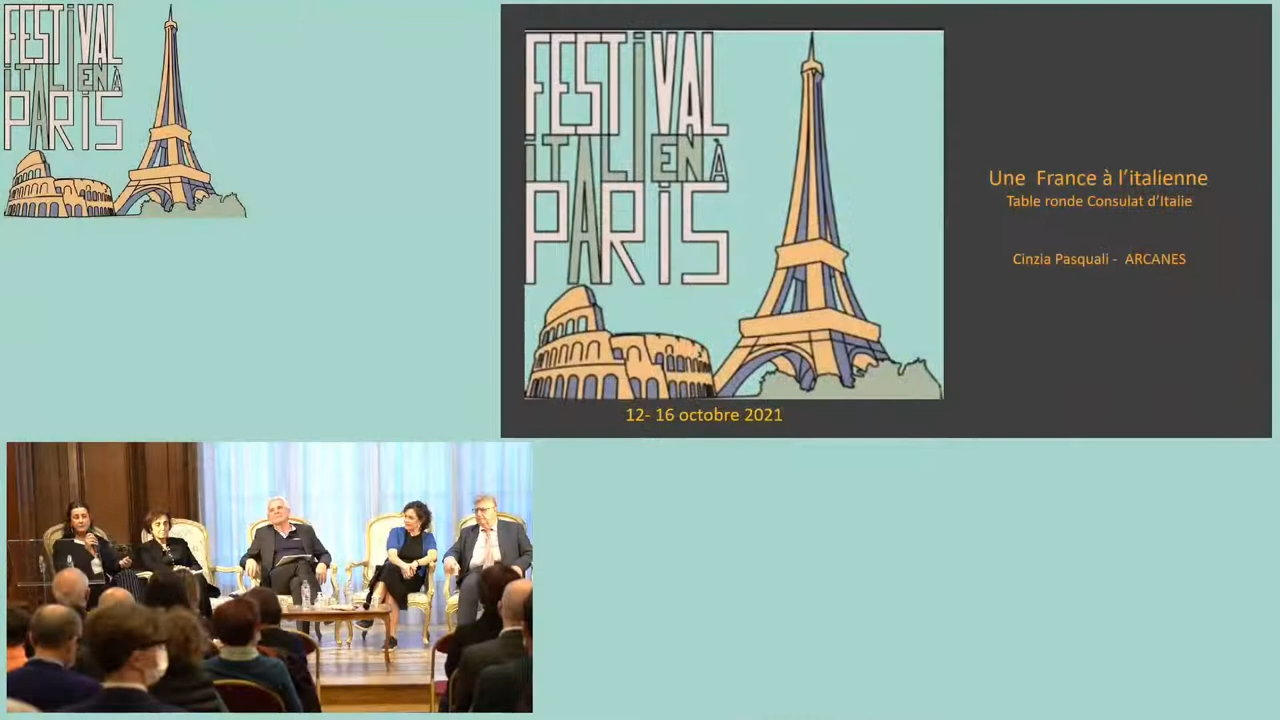 FESTIVAL
ITALIEN À
PARIS
FESTIVAL
ITALIEN À
PARIS
12- 16 octobre 2021
Une  France à l’italienne
Table ronde Consulat d’Italie
Cinzia Pasquali -  ARCANES